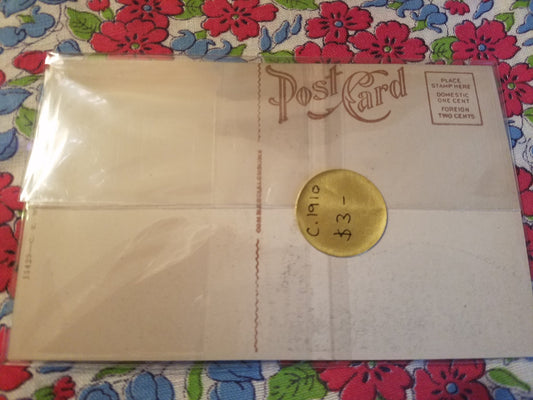 Post Card
PLACE
STAMP HERE
DOMESTIC
ONE CENT
FOREIGN
TWO CENTS
C.1910
$3-